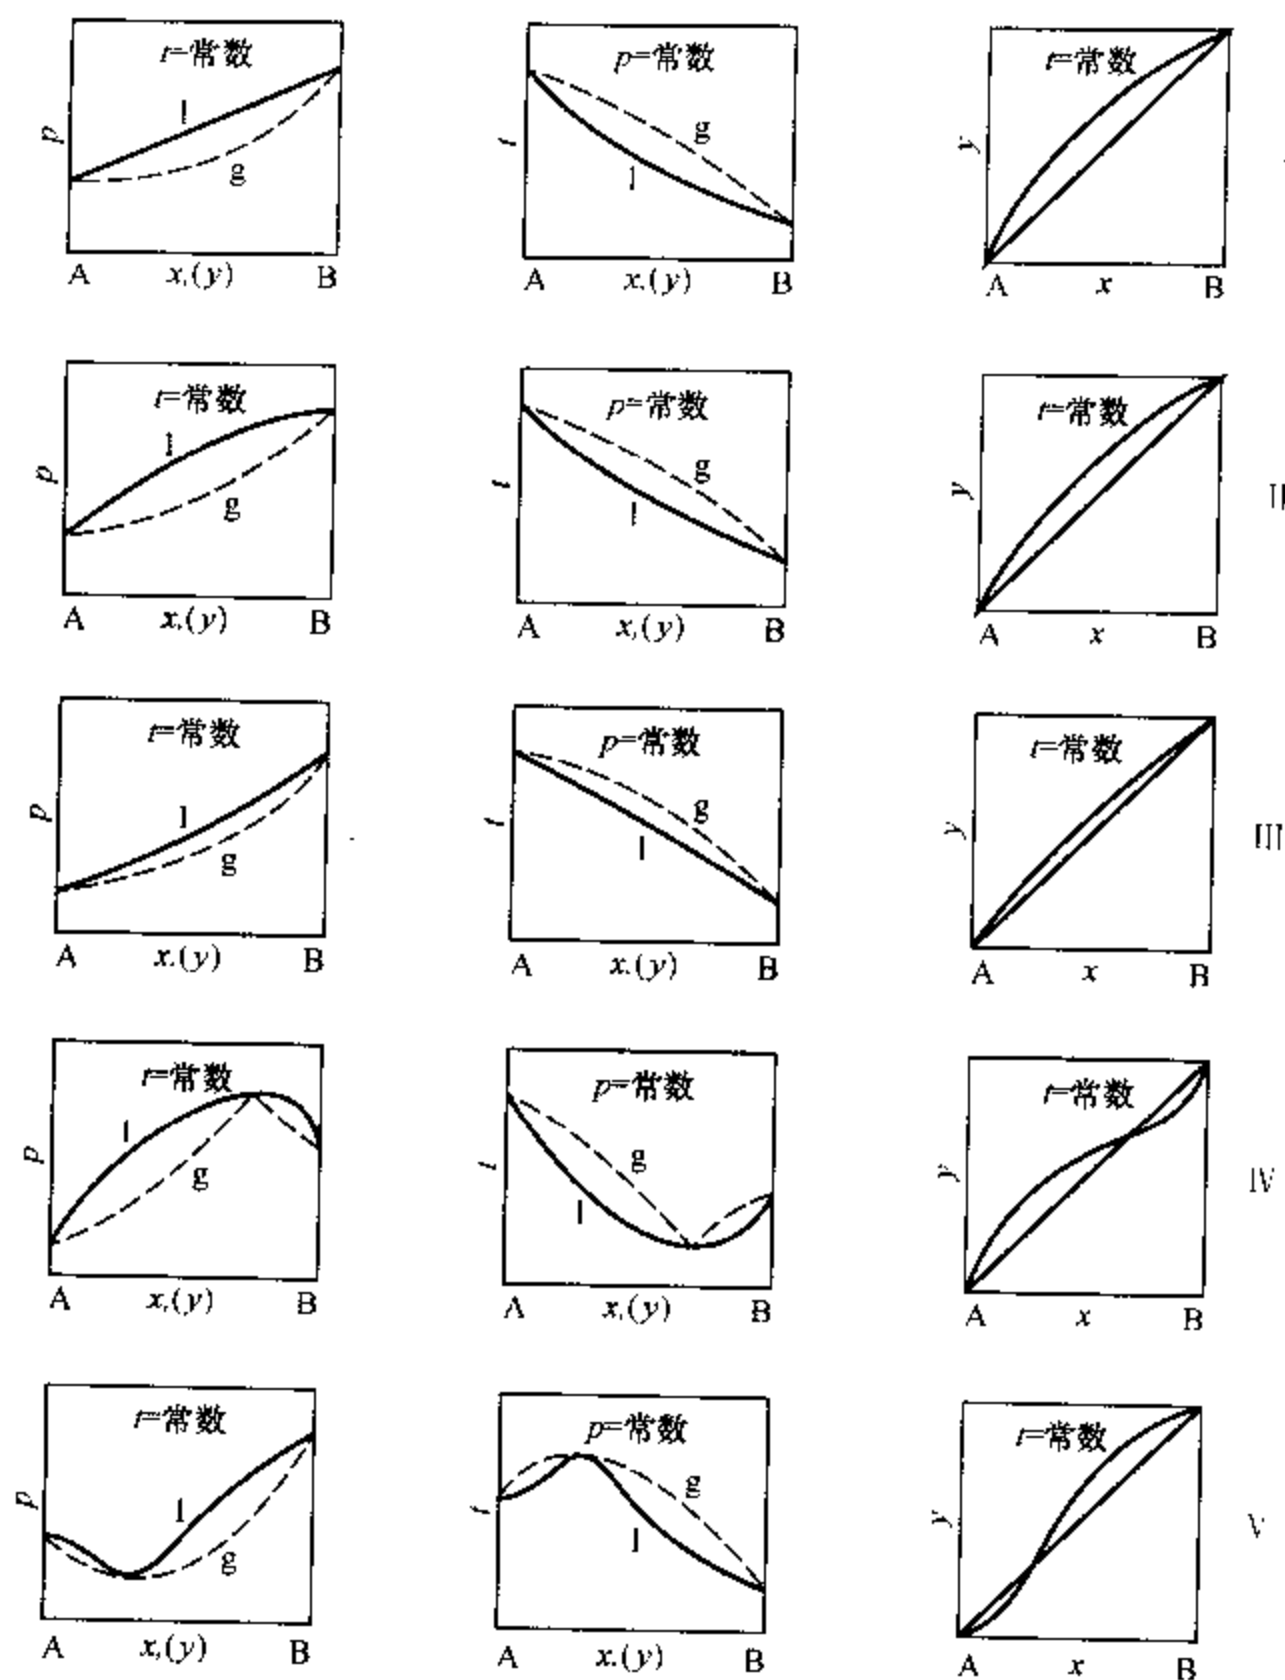 t=常数 p=常数 t=常数
p l g t g l y
A x,(y) B A x,(y) B A x B
t=常数 p=常数 t=常数
p l g t g l y II
A x,(y) B A x,(y) B A x B
t=常数 p=常数 t=常数
p l g t g l y III
A x,(y) B A x,(y) B A x B
t=常数 p=常数 t=常数
p l g t g l y IV
A x,(y) B A x,(y) B A x B
t=常数 p=常数 t=常数
p l g t g l y V
A x,(y) B A x,(y) B A x B